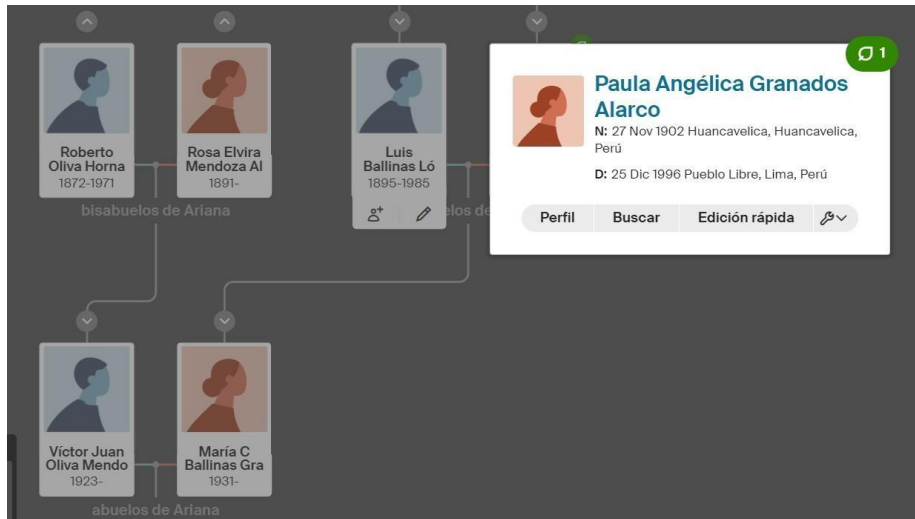 Roberto
Oliva Horna
1872-1971
Rosa Elvira
Mendoza Al
1891-
Luis
Ballinas Ló
1895-1985
bisabuelos de Ariana
elos de
1
Paula Angélica Granados
Alarco
N: 27 Nov 1902 Huancavelica, Huancavelica,
Perú
D: 25 Dic 1996 Pueblo Libre, Lima, Perú
Perfil Buscar Edición rápida
Víctor Juan
Oliva Mendo
1923-
María C
Ballinas Gra
1931-
abuelos de Ariana